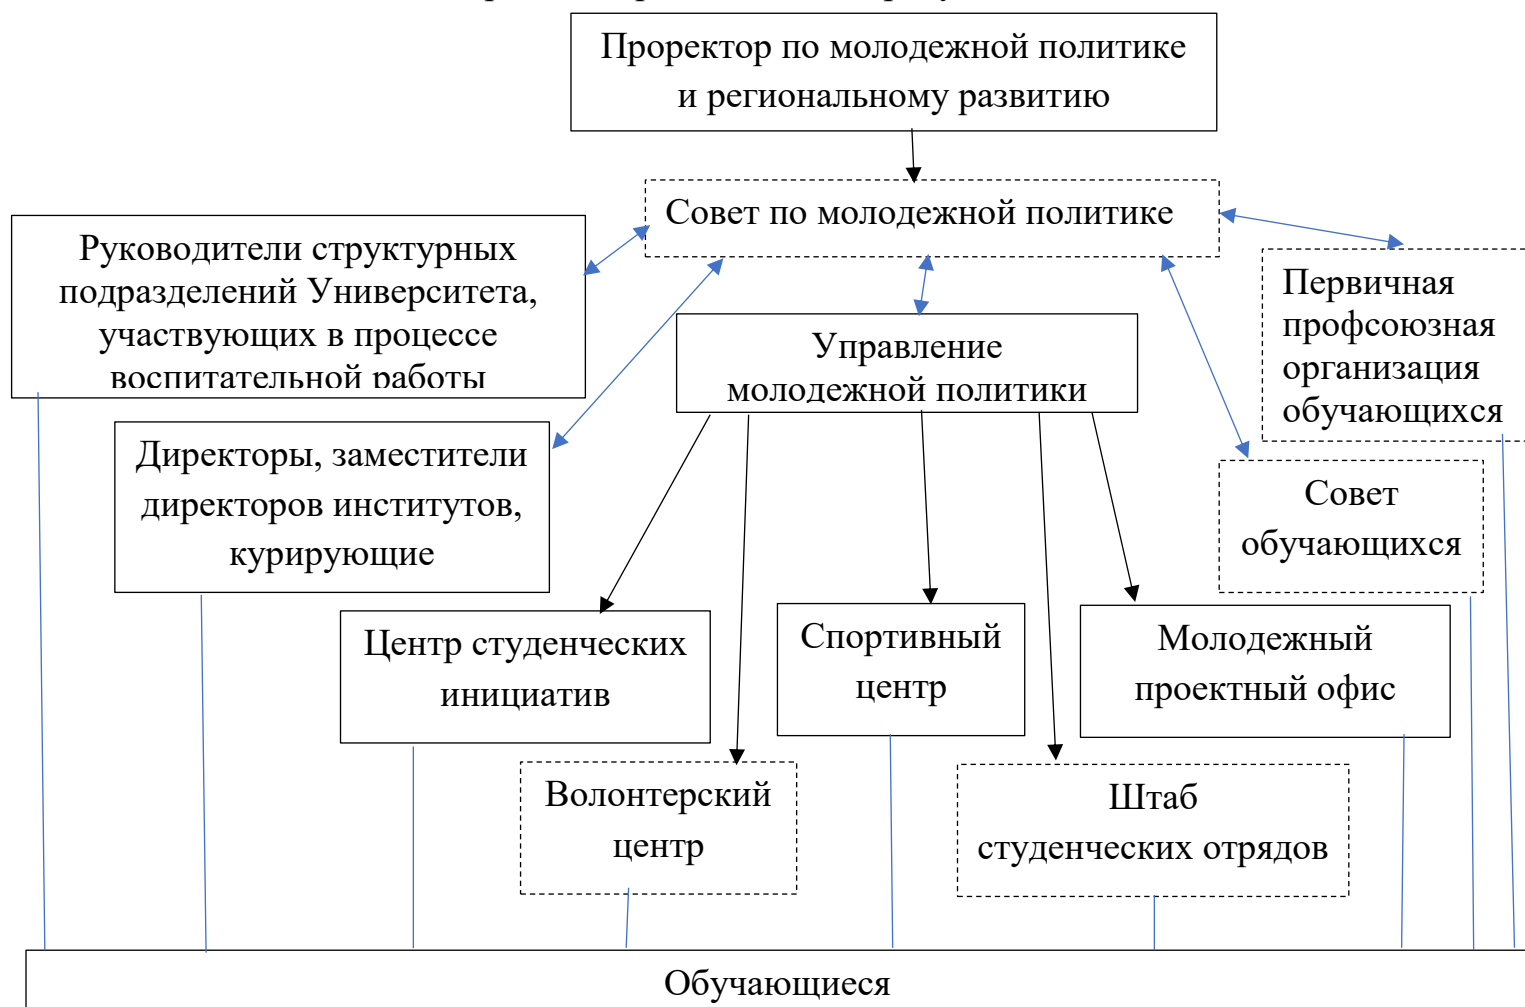 Проректор по молодежной политике
и региональному развитию
Совет по молодежной политике
Руководители структурных
подразделений Университета,
участвующих в процессе
воспитательной работы
Первичная
профсоюзная
организация
обучающихся
Управление
молодежной политики
Директоры, заместители
директоров институтов,
курирующие
Совет
обучающихся
Центр студенческих
инициатив
Спортивный
центр
Молодежный
проектный офис
Волонтерский
центр
Штаб
студенческих отрядов
Обучающиеся